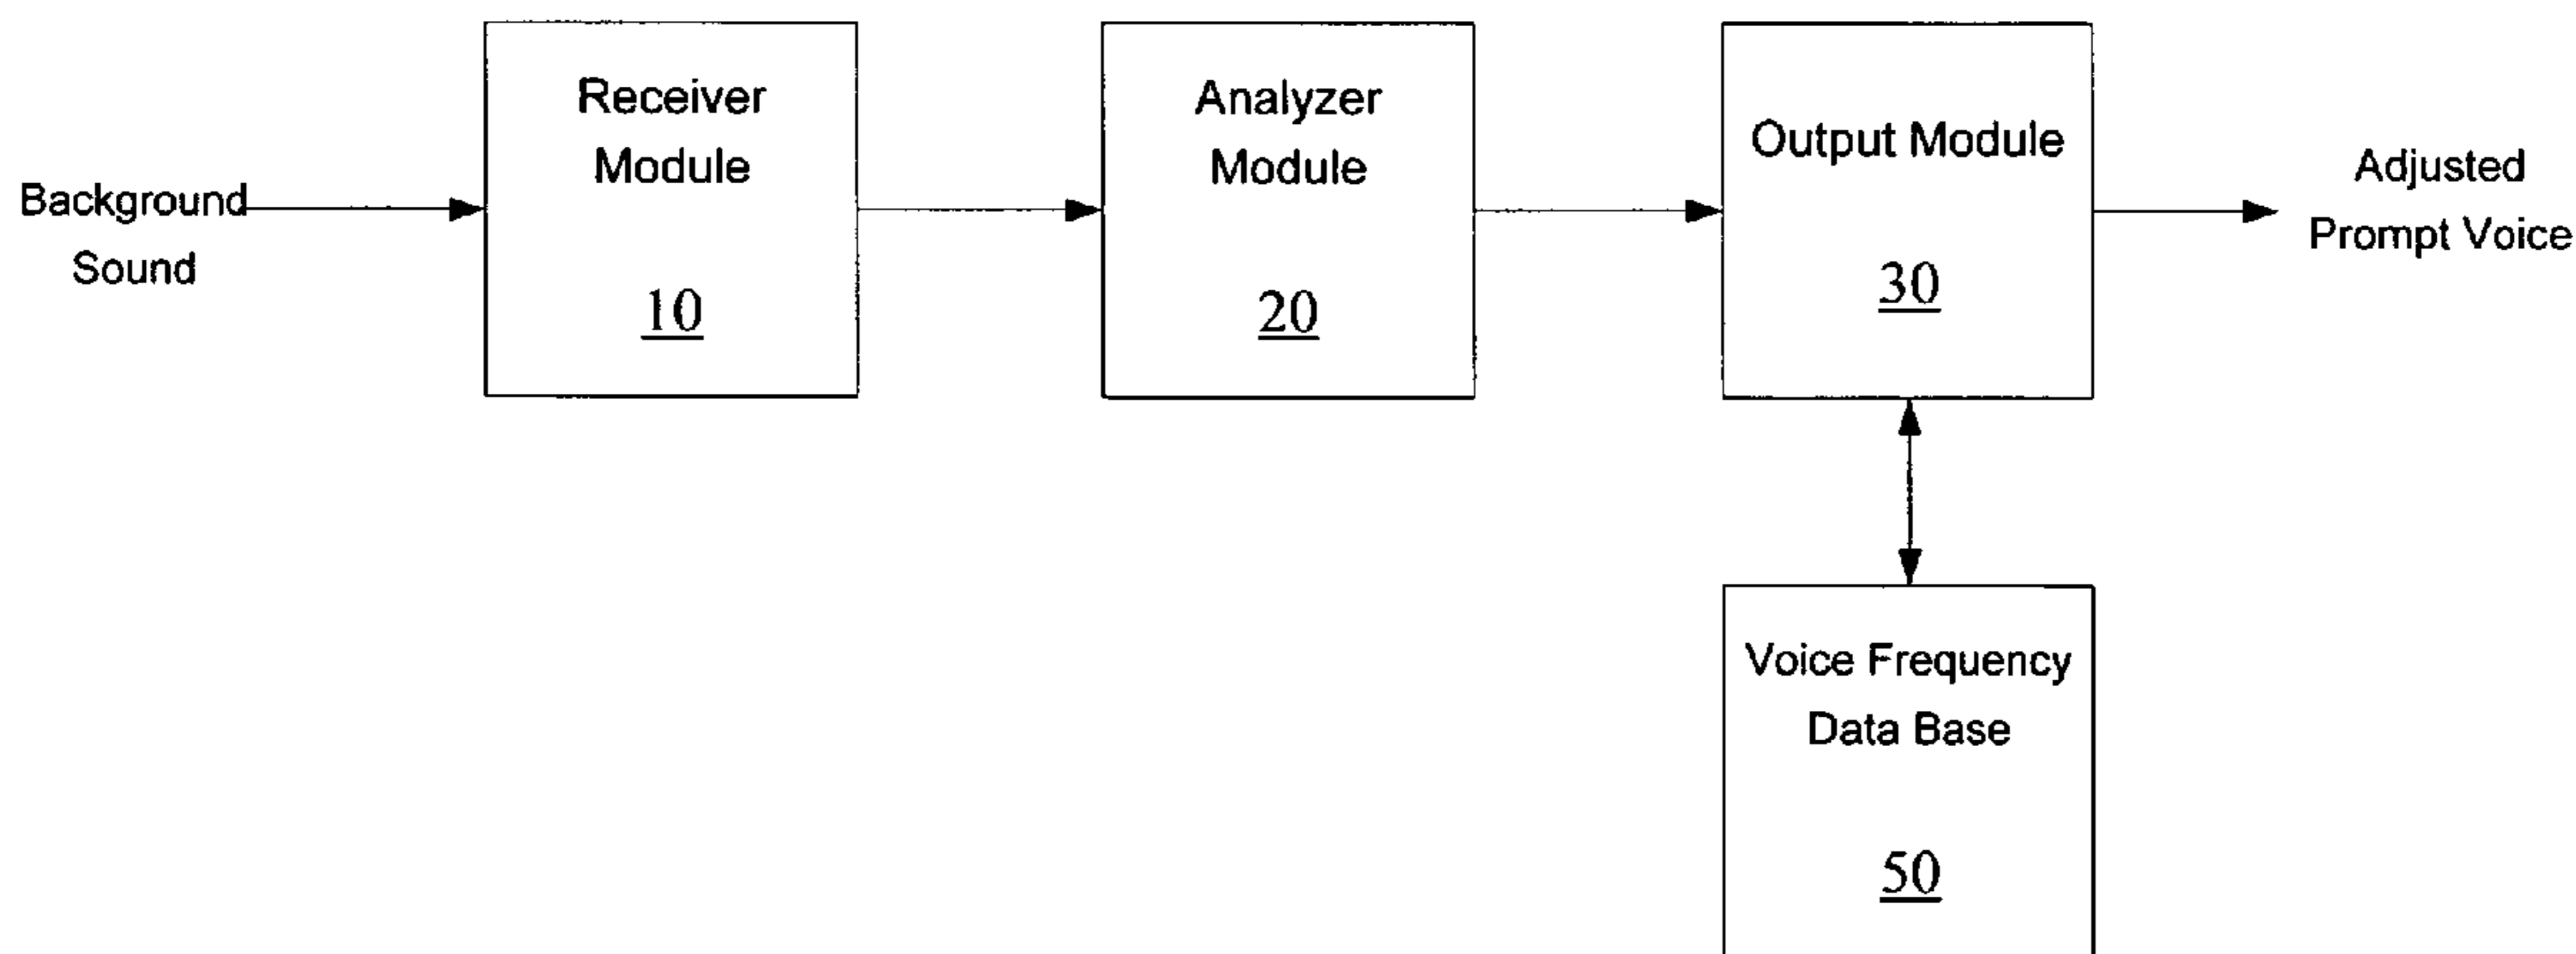 Background
Sound
Receiver
Module
10
Analyzer
Module
20
Output Module
30
Adjusted
Prompt Voice
Voice Frequency
Data Base
50